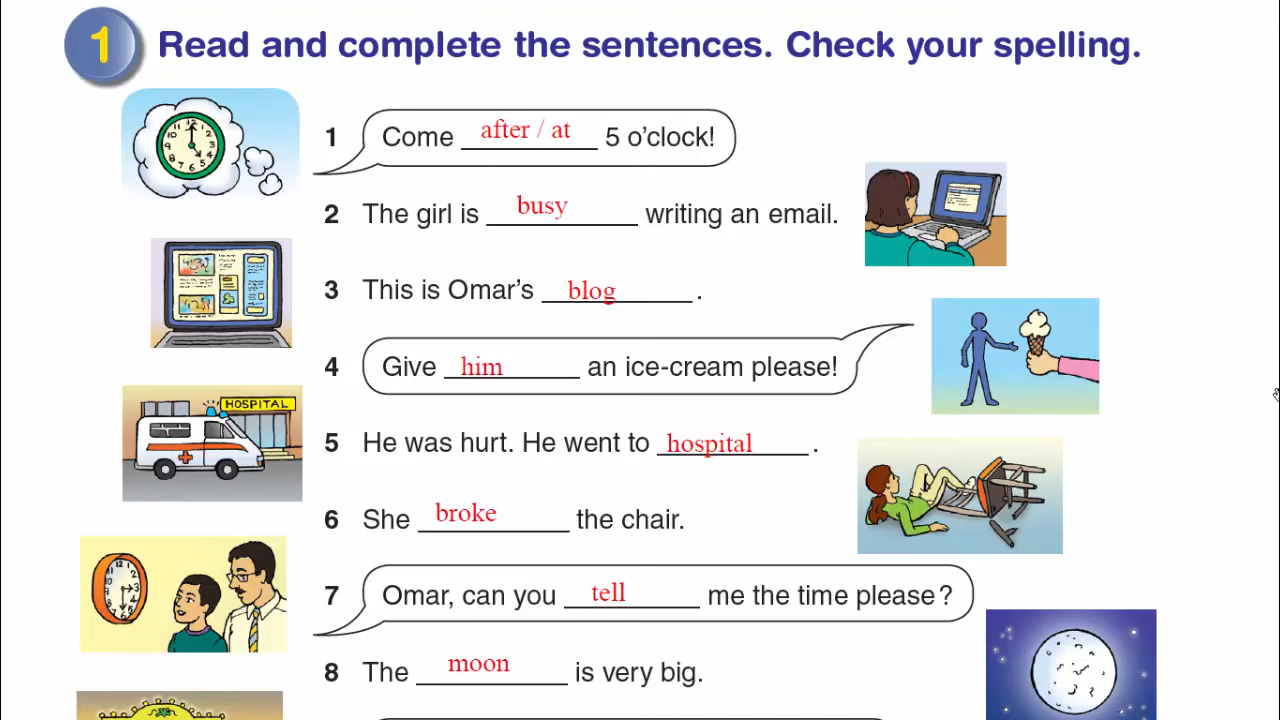 1 Read and complete the sentences. Check your spelling.
1 Come after / at 5 o'clock!
2 The girl is busy writing an email.
3 This is Omar's blog .
4 Give him an ice-cream please!
HOSPITAL
5 He was hurt. He went to hospital .
6 She broke the chair.
7 Omar, can you tell me the time please?
8 The moon is very big.